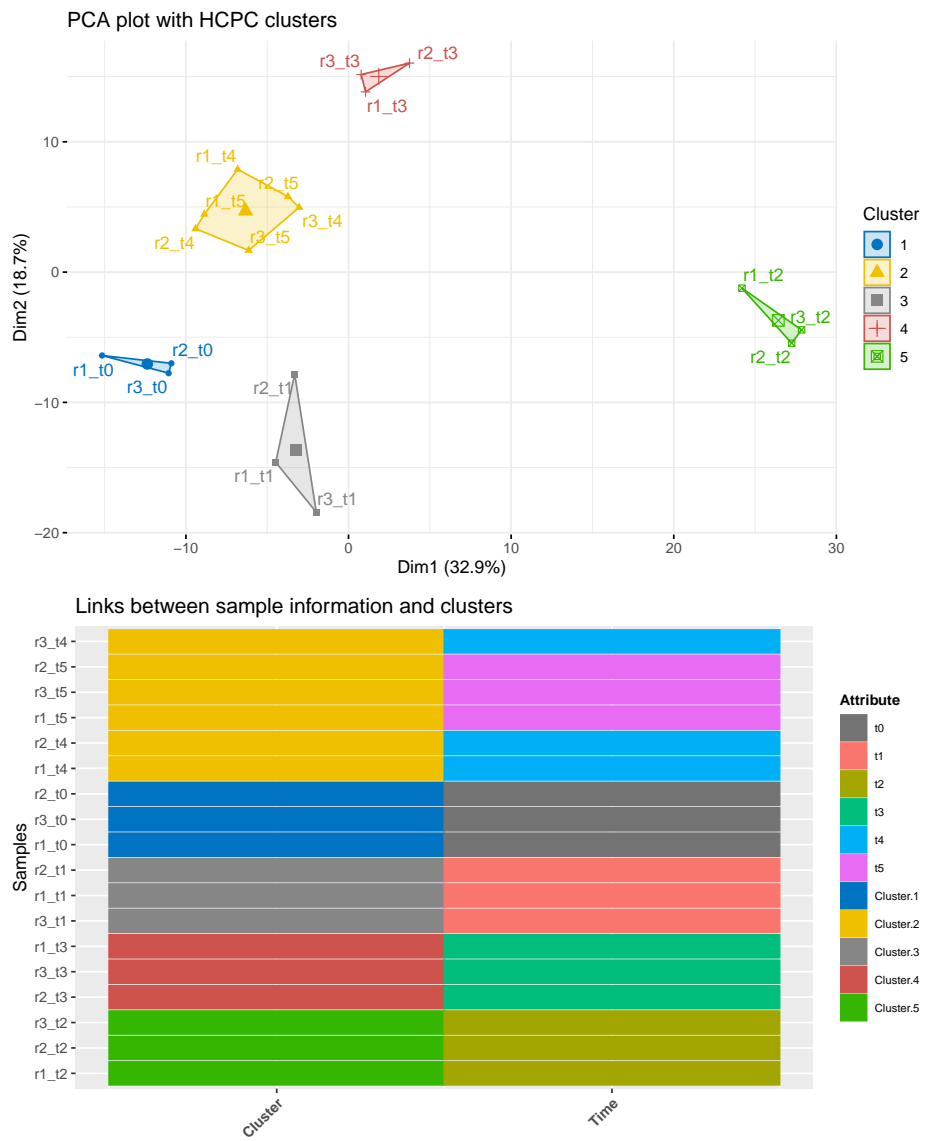 PCA plot with HCPC clusters
r3_t3
r2_t3
r1_t3
10
r1_t4
r2_t5
r1_t5
r3_t4
r2_t4
r3_t5
0
r1_t2
r3_t2
r2_t2
r2_t0
r1_t0
r3_t0
−10
r2_t1
r1_t1
r3_t1
−20
−10
0
10
20
30
Dim1 (32.9%)
Dim2 (18.7%)
Cluster
1
2
3
4
5
Links between sample information and clusters
r3_t4
r2_t5
r3_t5
r1_t5
r2_t4
r1_t4
r2_t0
r3_t0
r1_t0
r2_t1
r1_t1
r3_t1
r1_t3
r3_t3
r2_t3
r3_t2
r2_t2
r1_t2
Samples
Cluster
Time
Attribute
t0
t1
t2
t3
t4
t5
Cluster.1
Cluster.2
Cluster.3
Cluster.4
Cluster.5